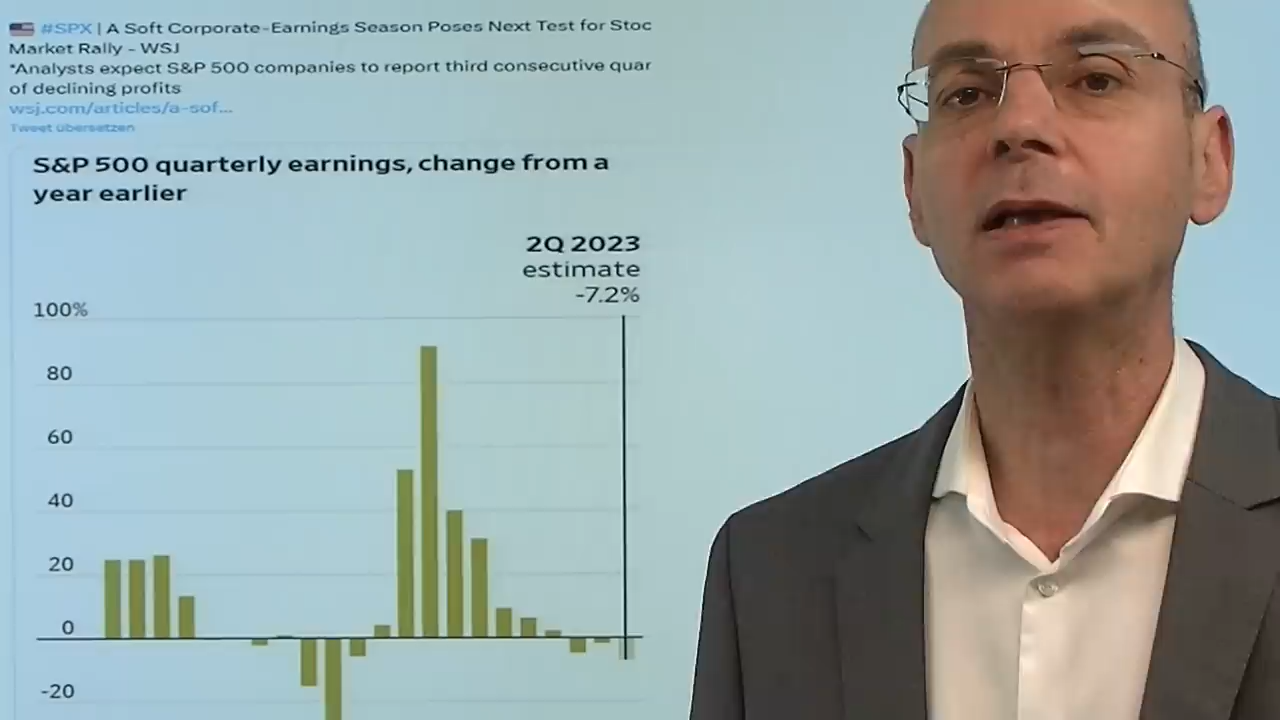 #SPX | A Soft Corporate-Earnings Season Poses Next Test for Stoc
Market Rally - WSJ
*Analysts expect S&P 500 companies to report third consecutive quar
of declining profits
wsj.com/articles/a-sof...
Tweet übersetzen
S&P 500 quarterly earnings, change from a
year earlier
2Q 2023
estimate
-7.2%
100%
80
60
40
20
0
-20